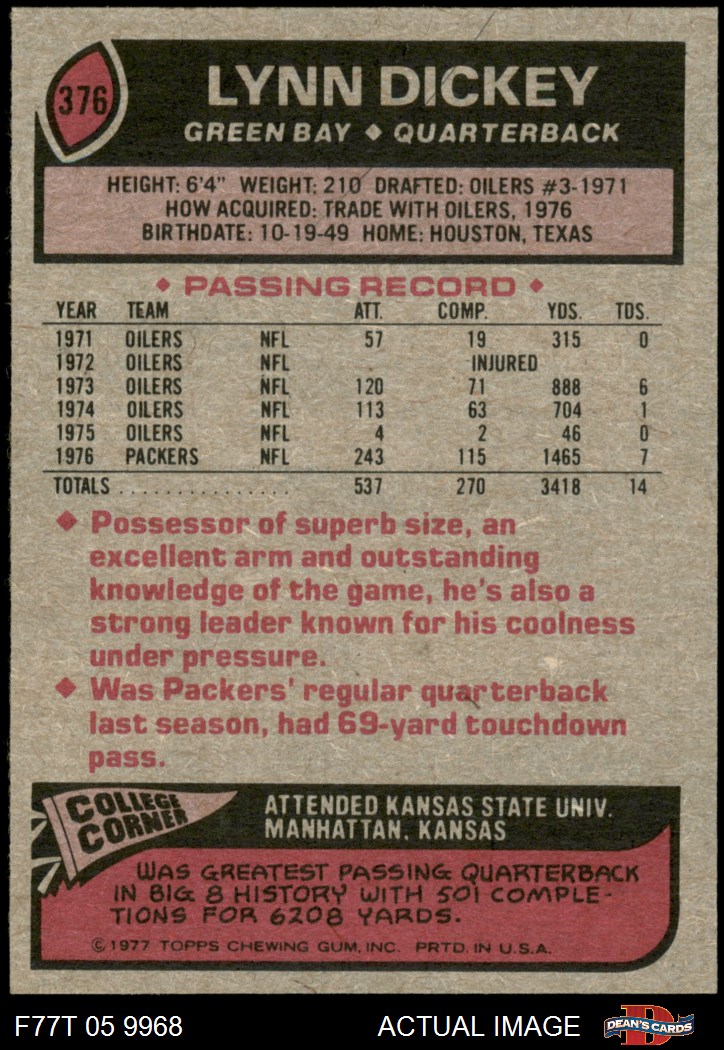 376
LYNN DICKEY
GREEN BAY ◆ QUARTERBACK
HEIGHT: 6'4" WEIGHT: 210 DRAFTED: OILERS #3-1971
HOW ACQUIRED: TRADE WITH OILERS, 1976
BIRTHDATE: 10-19-49 HOME: HOUSTON, TEXAS
◆ PASSING RECORD ◆
YEAR TEAM ATT. COMP. YDS. TDS.
1971 OILERS NFL 57 19 315 0
1972 OILERS NFL INJURED
1973 OILERS NFL 120 71 888 6
1974 OILERS NFL 113 63 704 1
1975 OILERS NFL 4 2 46 0
1976 PACKERS NFL 243 115 1465 7
TOTALS ................ 537 270 3418 14
◆ Possessor of superb size, an
excellent arm and outstanding
knowledge of the game, he's also a
strong leader known for his coolness
under pressure.
◆ Was Packers' regular quarterback
last season, had 69-yard touchdown
pass.
COLLEGE
CORNER
ATTENDED KANSAS STATE UNIV.
MANHATTAN, KANSAS
WAS GREATEST PASSING QUARTERBACK
IN BIG 8 HISTORY WITH 501 COMPLE-
TIONS FOR 6208 YARDS.
©1977 TOPPS CHEWING GUM, INC. PRTD. IN U.S.A.
F77T 05 9968 ACTUAL IMAGE
D
DEAN'S CARDS